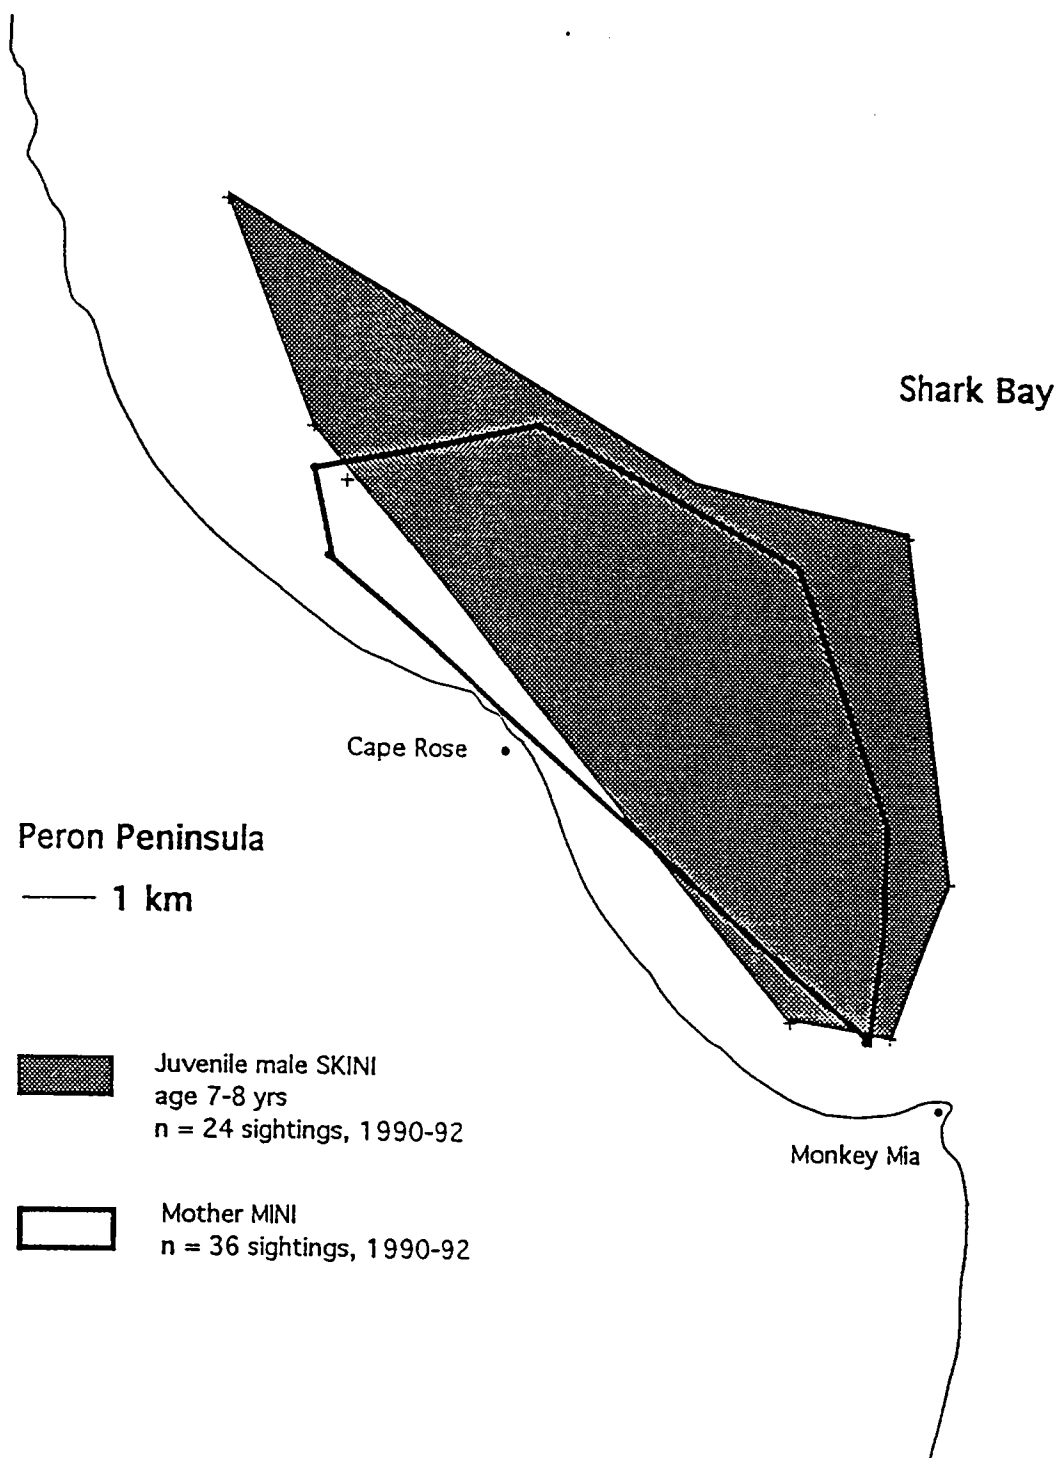 Shark Bay
Cape Rose
Peron Peninsula
1 km
Juvenile male SKINI
age 7-8 yrs
n = 24 sightings, 1990-92
Monkey Mia
Mother MINI
n = 36 sightings, 1990-92